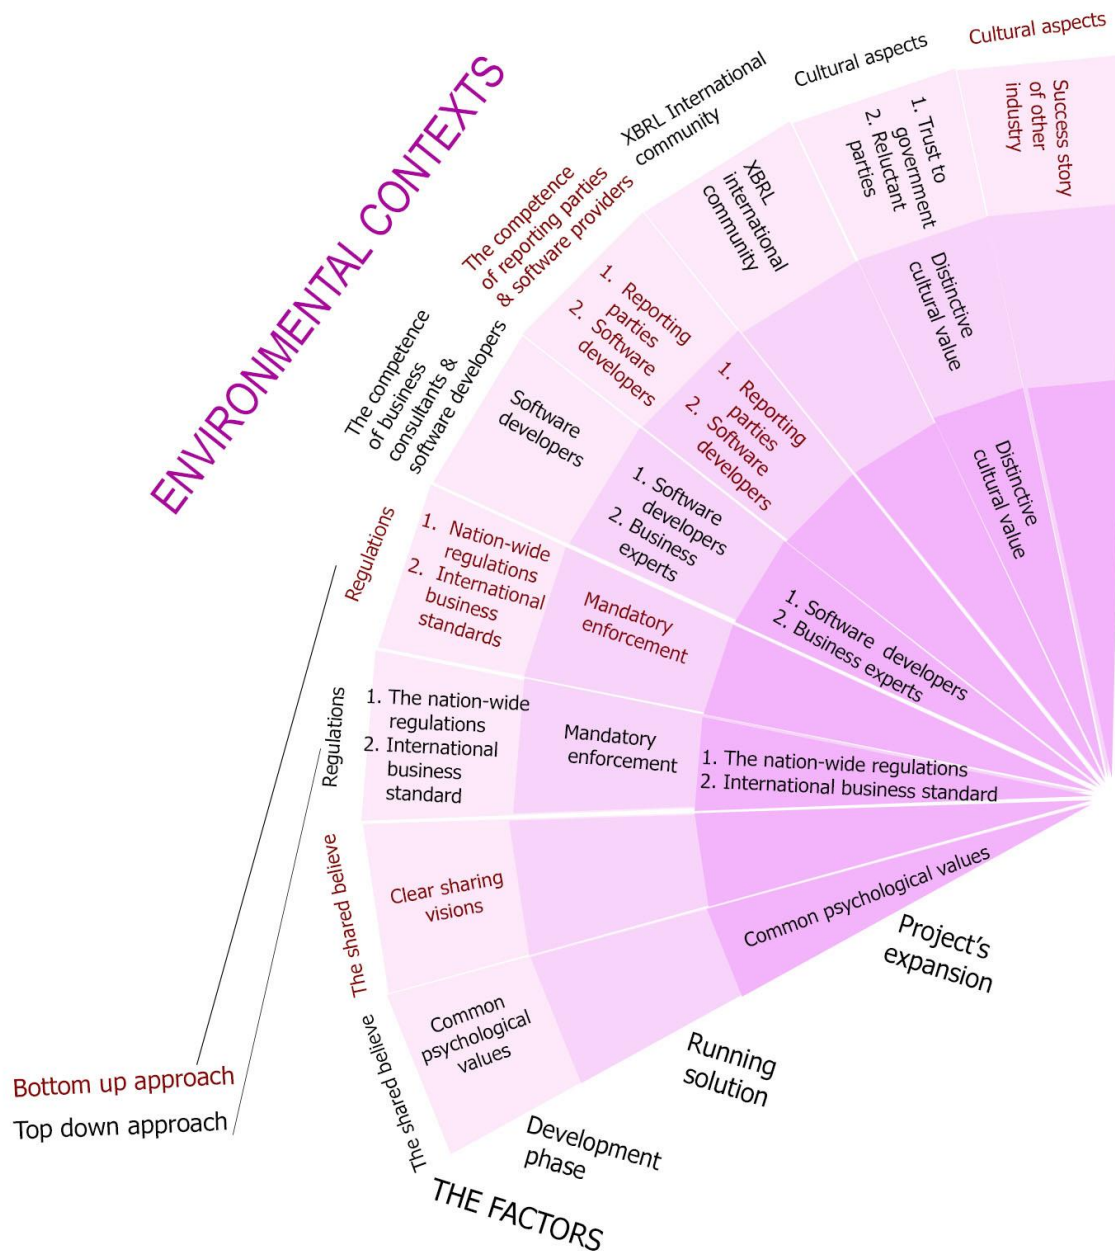 ENVIRONMENTAL CONTEXTS
Cultural aspects
Success story
of other
industry
Cultural aspects
1. Trust to
government
2. Reluctant
parties
Distinctive
cultural value
Distinctive
cultural value
XBRL International
community
XBRL
international
community
The competence
of reporting parties
& software providers
1. Reporting
parties
2. Software
developers
1. Reporting
parties
2. Software
developers
The competence
of business
consultants &
software developers
Software
developers
1. Software
developers
2. Business
experts
1. Software developers
2. Business experts
Regulations
1. Nation-wide
regulations
2. International
business
standards
Mandatory
enforcement
Regulations
1. The nation-wide
regulations
2. International
business
standard
Mandatory
enforcement
1. The nation-wide regulations
2. International business standard
The shared believe
Clear sharing
visions
The shared believe
Common
psychological
values
Common psychological values
Project's
expansion
Running
solution
Development
phase
THE FACTORS
Bottom up approach
Top down approach